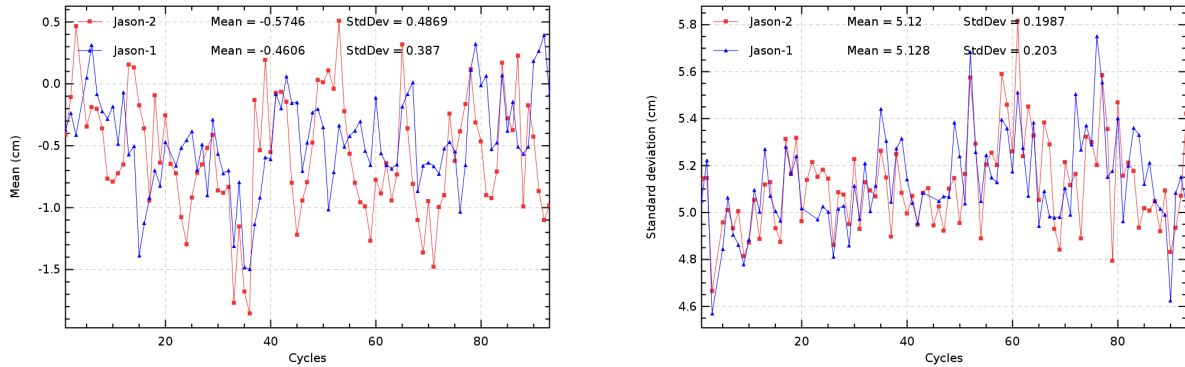 0.5
0.0
-0.5
-1.0
-1.5
Mean (cm)
Jason-2 Mean = -0.5746 StdDev = 0.4869
Jason-1 Mean = -0.4606 StdDev = 0.387
20 40 60 80
Cycles
5.8
5.6
5.4
5.2
5.0
4.8
4.6
Standard deviation (cm)
Jason-2 Mean = 5.12 StdDev = 0.1987
Jason-1 Mean = 5.128 StdDev = 0.203
20 40 60 80
Cycles